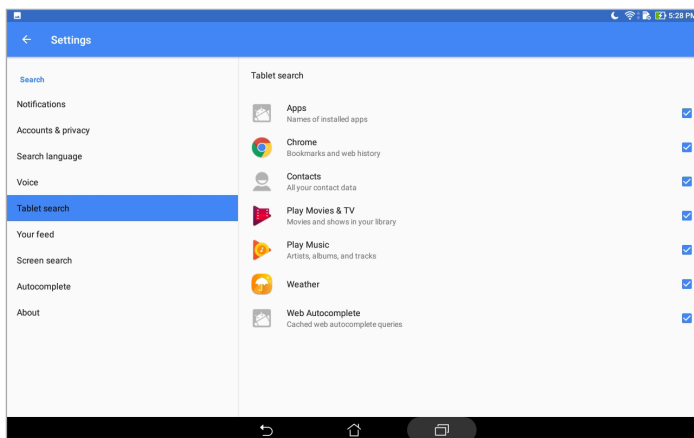 5:28 PM
Settings
Search
Notifications
Accounts & privacy
Search language
Voice
Tablet search
Your feed
Screen search
Autocomplete
About
Tablet search
Apps
Names of installed apps
Chrome
Bookmarks and web history
Contacts
All your contact data
Play Movies & TV
Movies and shows in your library
Play Music
Artists, albums, and tracks
Weather
Web Autocomplete
Cached web autocomplete queries